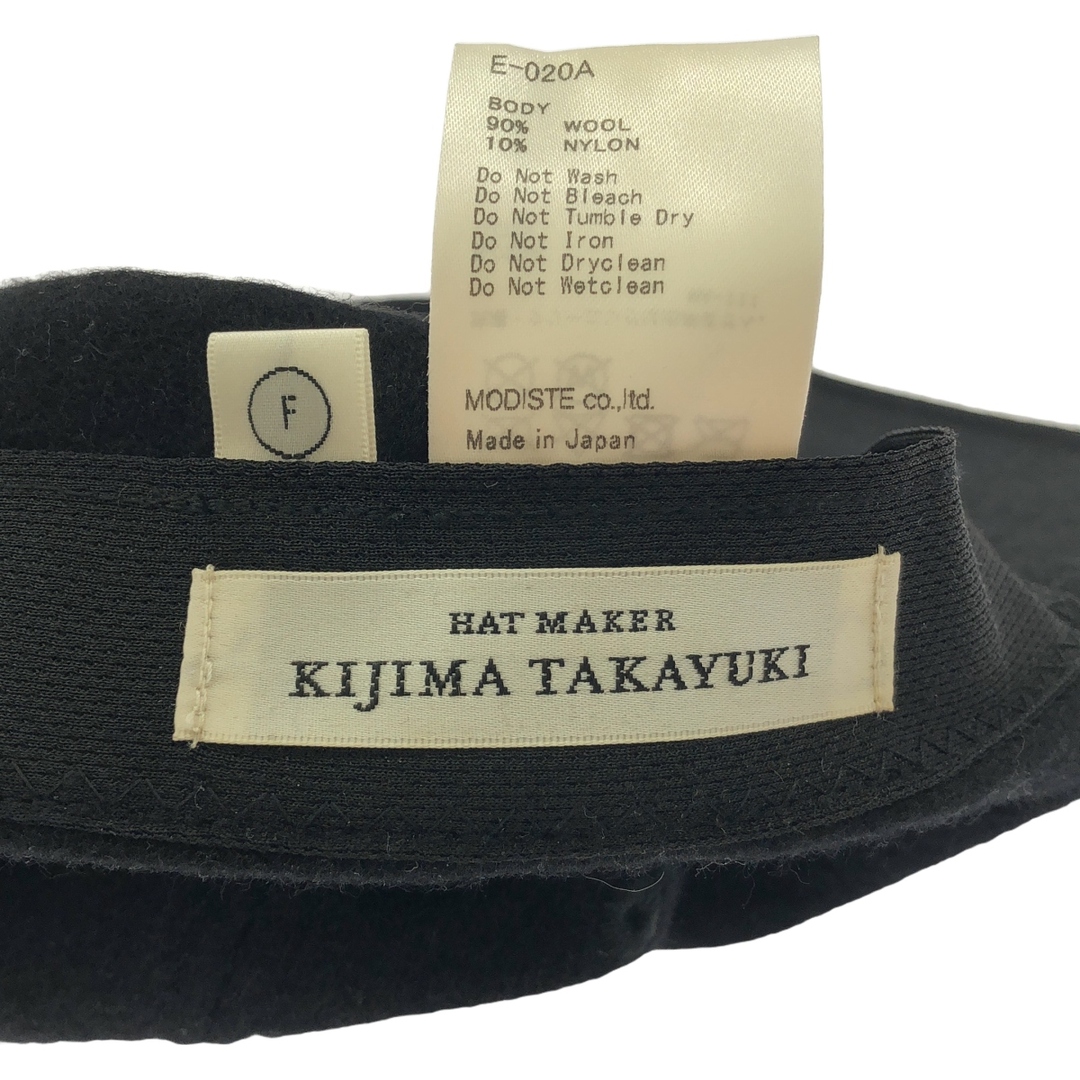 E-020A
BODY
90% WOOL
10% NYLON
Do Not Wash
Do Not Bleach
Do Not Tumble Dry
Do Not Iron
Do Not Dryclean
Do Not Wetclean
MODISTE co.,ltd.
Made in Japan
F
HAT MAKER
KIJIMA TAKAYUKI